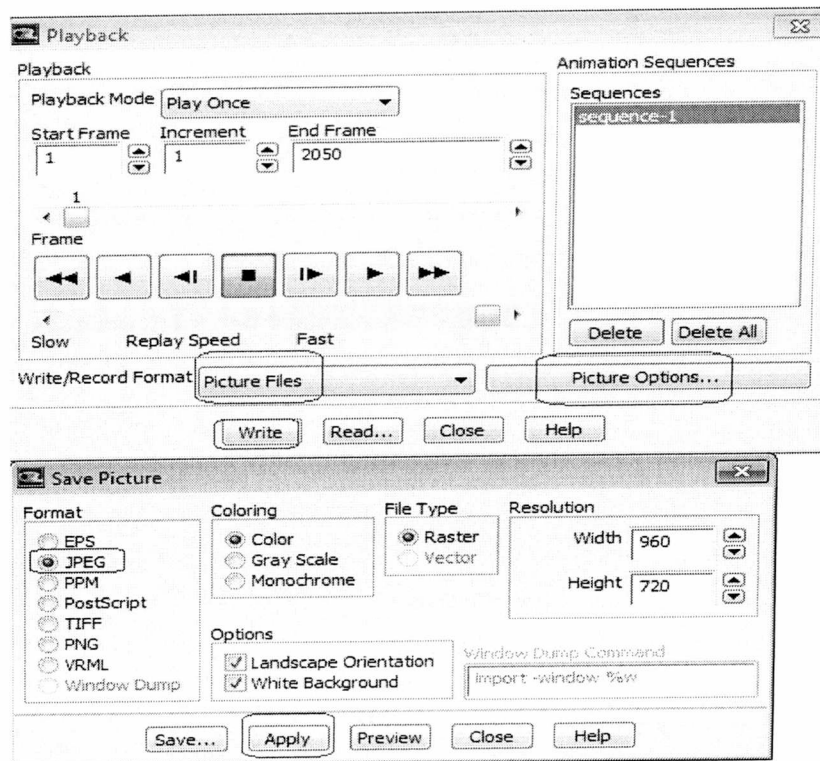 Playback
Playback
Playback Mode Play Once
Start Frame Increment End Frame
1 1 2050
1
Frame
Slow Replay Speed Fast
Animation Sequences
Sequences
sequence-1
Delete Delete All
Write/Record Format Picture Files Picture Options...
Write Read... Close Help
Save Picture
Format
EPS
JPEG
PPM
PostScript
TIFF
PNG
VRML
Window Dump
Coloring
Color
Gray Scale
Monochrome
File Type
Raster
Vector
Resolution
Width 960
Height 720
Options
Landscape Orientation
White Background
Window Dump Command
import -window %w
Save... Apply Preview Close Help